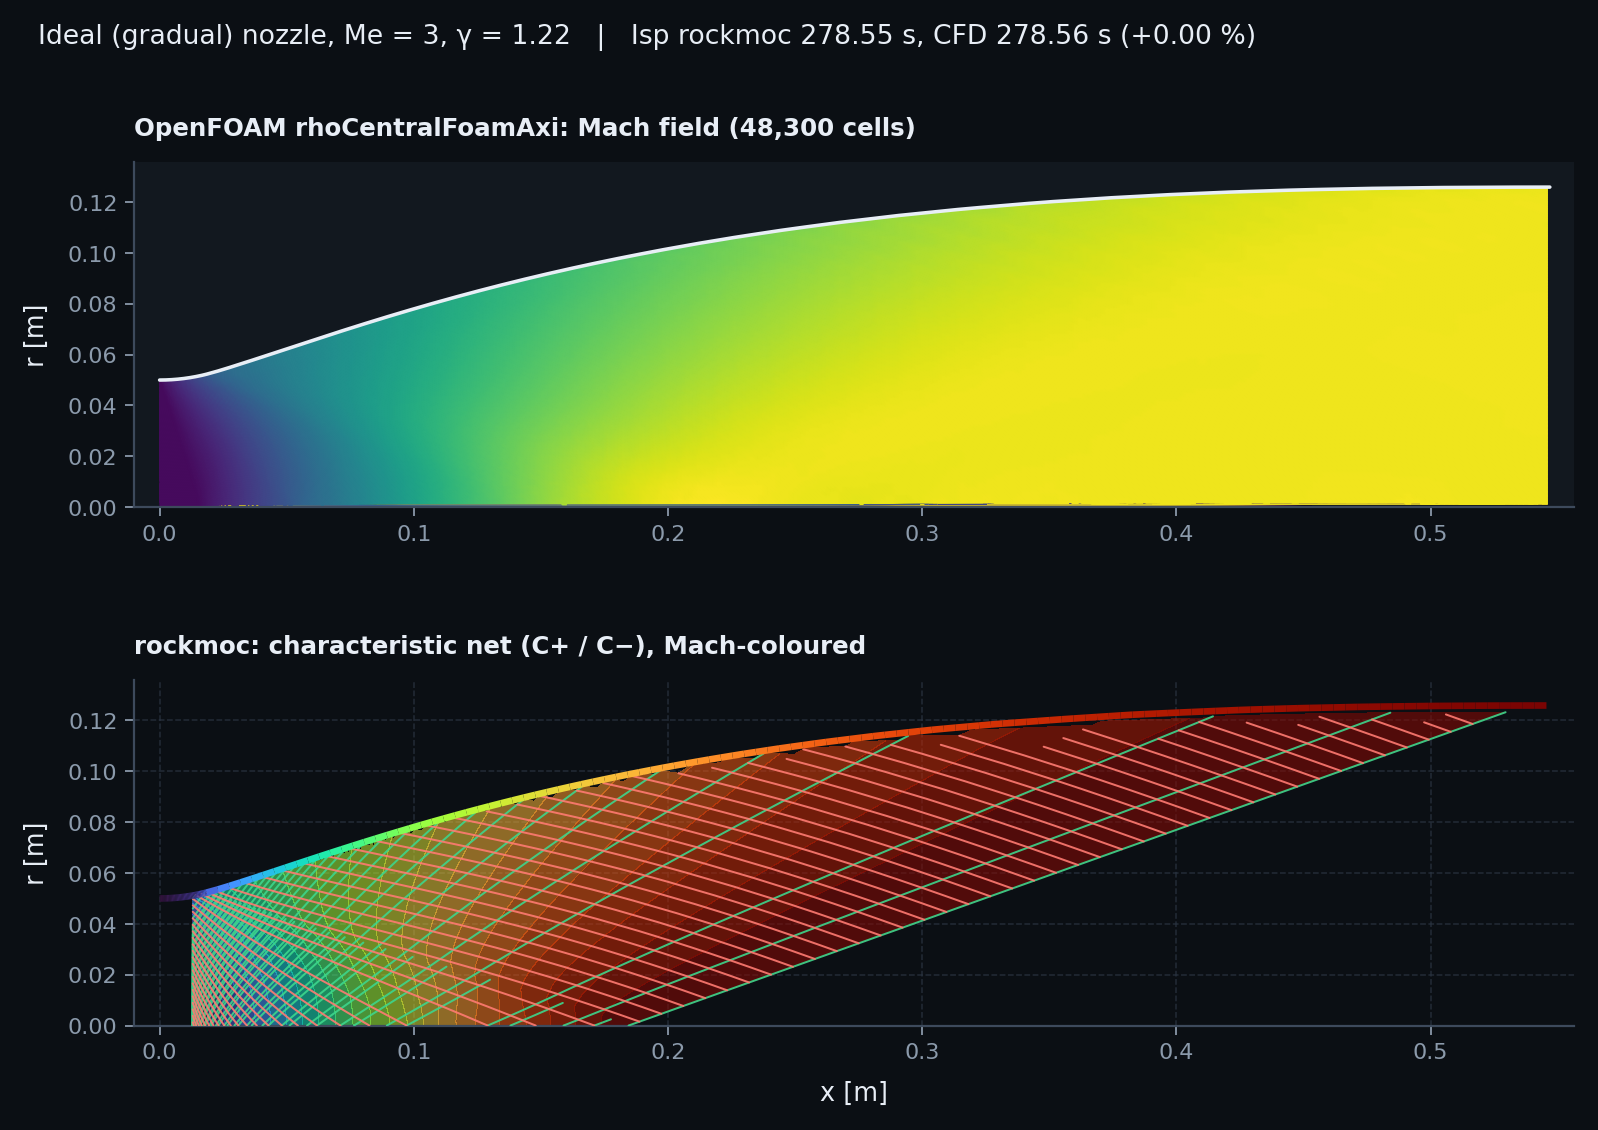 Ideal (gradual) nozzle, Me = 3, γ = 1.22   |   Isp rockmoc 278.55 s, CFD 278.56 s (+0.00 %)
OpenFOAM rhoCentralFoamAxi: Mach field (48,300 cells)
r [m]
0.12
0.10
0.08
0.06
0.04
0.02
0.00
0.0 0.1 0.2 0.3 0.4 0.5
rockmoc: characteristic net (C+ / C−), Mach-coloured
r [m]
0.12
0.10
0.08
0.06
0.04
0.02
0.00
0.0 0.1 0.2 0.3 0.4 0.5
x [m]